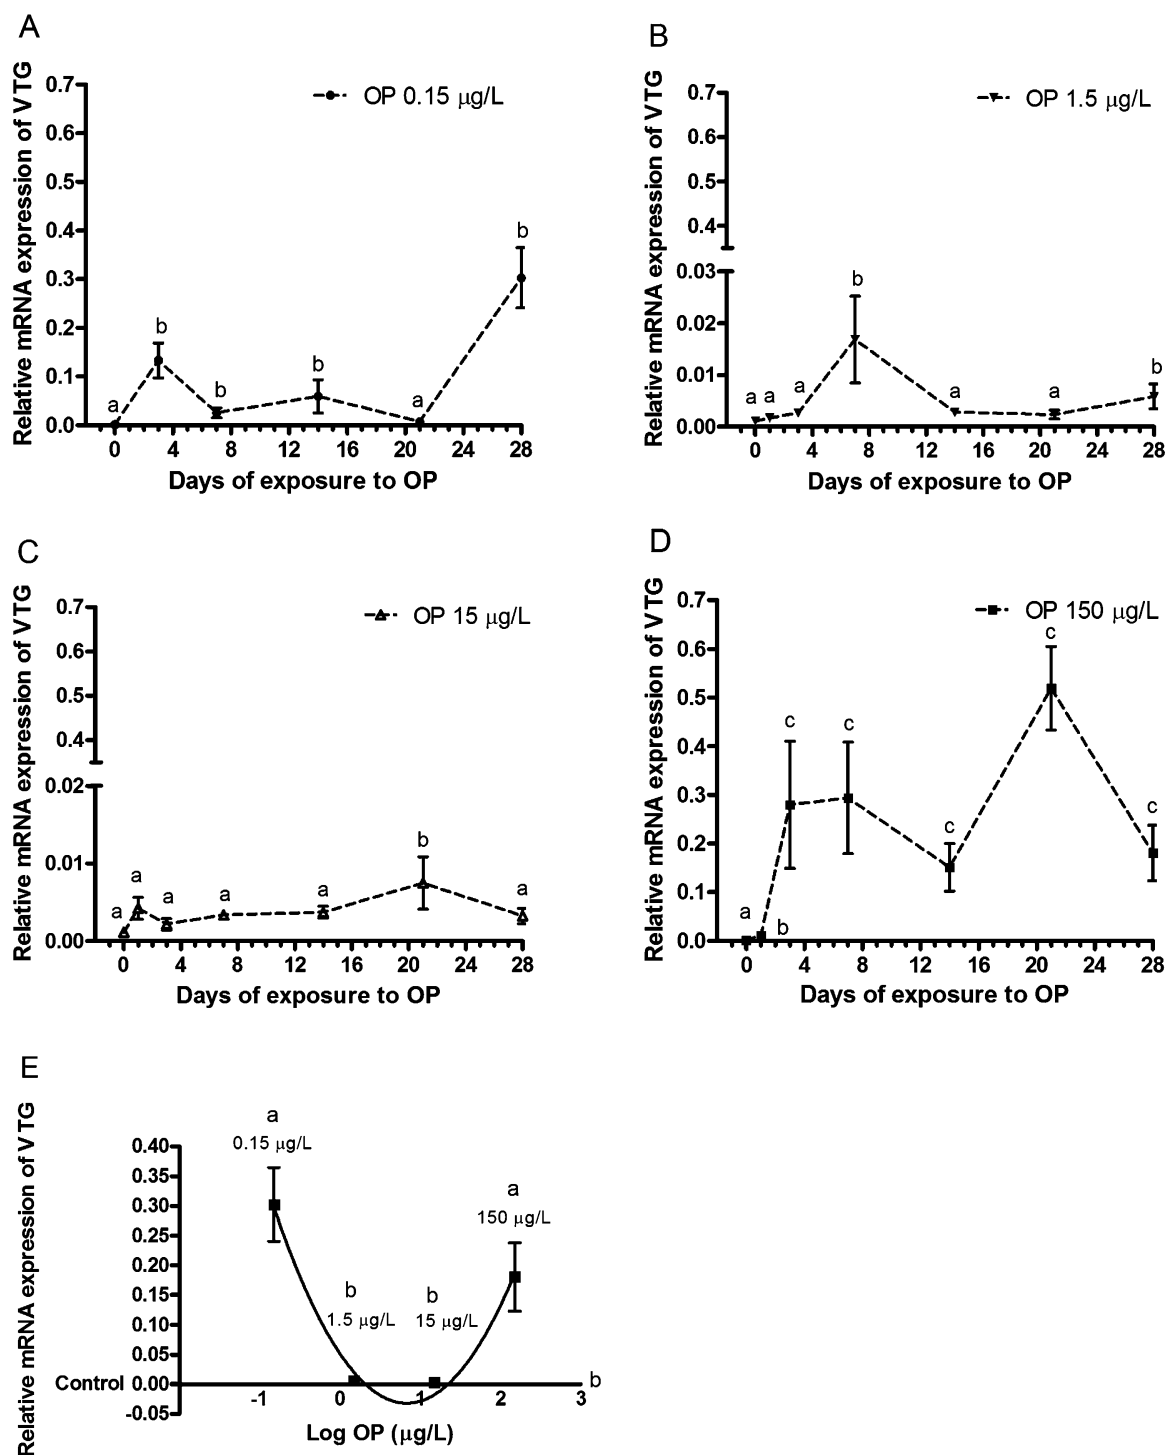 A
Relative mRNA expression of VTG
OP 0.15 μg/L
0.7
0.6
0.5
0.4
0.3
0.2
0.1
0.0
a
b
b
b
a
b
0 4 8 12 16 20 24 28
Days of exposure to OP
B
Relative mRNA expression of VTG
OP 1.5 μg/L
0.7
0.6
0.5
0.4
0.03
0.02
0.01
0.00
a
a
a
b
a
a
b
0 4 8 12 16 20 24 28
Days of exposure to OP
C
Relative mRNA expression of VTG
OP 15 μg/L
0.7
0.6
0.5
0.4
0.02
0.01
0.00
a
a
a
a
a
b
a
0 4 8 12 16 20 24 28
Days of exposure to OP
D
Relative mRNA expression of VTG
OP 150 μg/L
0.7
0.6
0.5
0.4
0.3
0.2
0.1
0.0
a
b
c
c
c
c
c
0 4 8 12 16 20 24 28
Days of exposure to OP
E
Relative mRNA expression of VTG
0.40
0.35
0.30
0.25
0.20
0.15
0.10
0.05
Control 0.00
-0.05
a
0.15 μg/L
b
1.5 μg/L
b
15 μg/L
a
150 μg/L
b
-1 0 1 2 3
Log OP (μg/L)